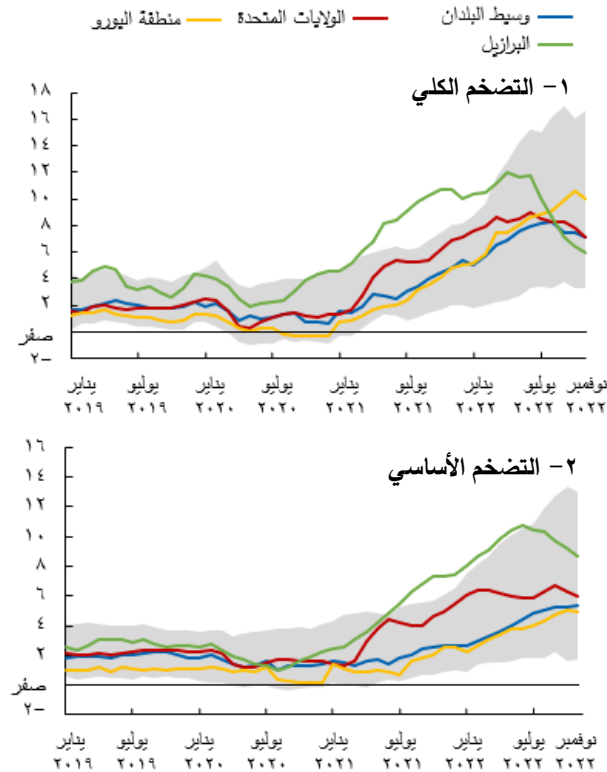 وسيط البلدان
الولايات المتحدة
منطقة اليورو
البرازيل
١- التضخم الكلي
١٨
١٦
١٤
١٢
١٠
٨
٦
٤
٢
صفر
٢-
يناير ٢٠١٩
يوليو ٢٠١٩
يناير ٢٠٢٠
يوليو ٢٠٢٠
يناير ٢٠٢١
يوليو ٢٠٢١
يناير ٢٠٢٢
يوليو ٢٠٢٢
نوفمبر ٢٠٢٢
٢- التضخم الأساسي
١٦
١٤
١٢
١٠
٨
٦
٤
٢
صفر
٢-
يناير ٢٠١٩
يوليو ٢٠١٩
يناير ٢٠٢٠
يوليو ٢٠٢٠
يناير ٢٠٢١
يوليو ٢٠٢١
يناير ٢٠٢٢
يوليو ٢٠٢٢
نوفمبر ٢٠٢٢